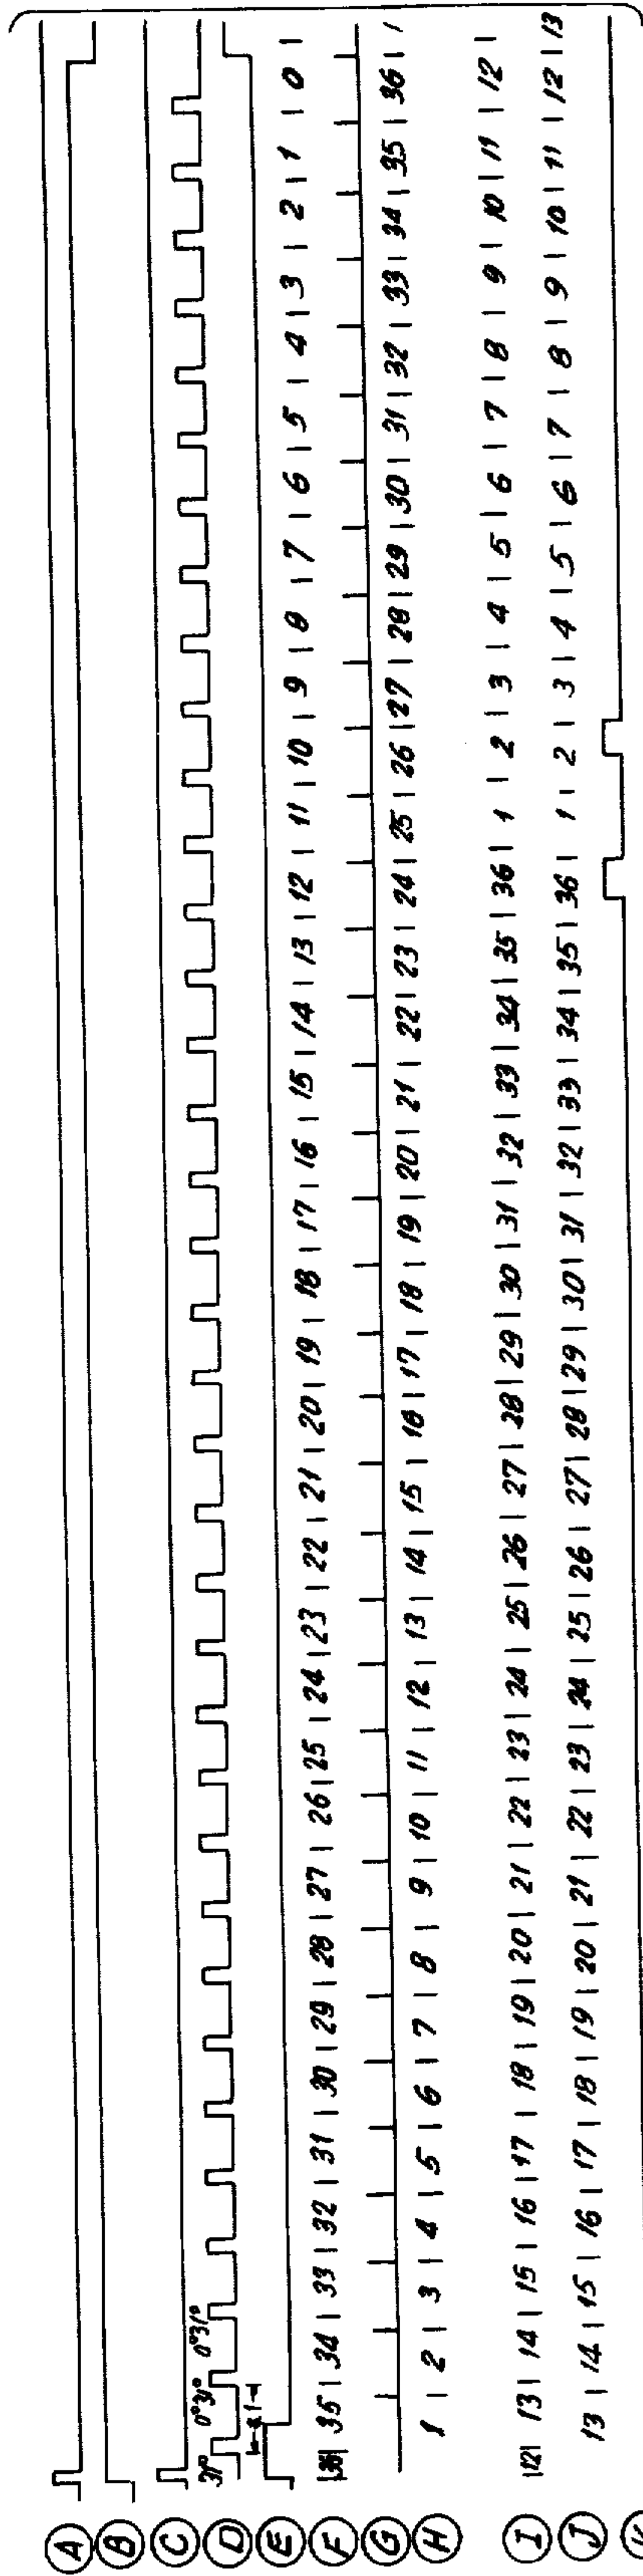 A
B
C
D 31° 0°31° 0°31°
E
F |36| 35 | 34 | 33 | 32 | 31 | 30 | 29 | 28 | 27 | 26 | 25 | 24 | 23 | 22 | 21 | 20 | 19 | 18 | 17 | 16 | 15 | 14 | 13 | 12 | 11 | 10 | 9 | 8 | 7 | 6 | 5 | 4 | 3 | 2 | 1 | 0 |
G
H 1 | 2 | 3 | 4 | 5 | 6 | 7 | 8 | 9 | 10 | 11 | 12 | 13 | 14 | 15 | 16 | 17 | 18 | 19 | 20 | 21 | 22 | 23 | 24 | 25 | 26 | 27 | 28 | 29 | 30 | 31 | 32 | 33 | 34 | 35 | 36 | 1
I |12| 13 | 14 | 15 | 16 | 17 | 18 | 19 | 20 | 21 | 22 | 23 | 24 | 25 | 26 | 27 | 28 | 29 | 30 | 31 | 32 | 33 | 34 | 35 | 36 | 1 | 2 | 3 | 4 | 5 | 6 | 7 | 8 | 9 | 10 | 11 | 12 |
J 13 | 14 | 15 | 16 | 17 | 18 | 19 | 20 | 21 | 22 | 23 | 24 | 25 | 26 | 27 | 28 | 29 | 30 | 31 | 32 | 33 | 34 | 35 | 36 | 1 | 2 | 3 | 4 | 5 | 6 | 7 | 8 | 9 | 10 | 11 | 12 | 13